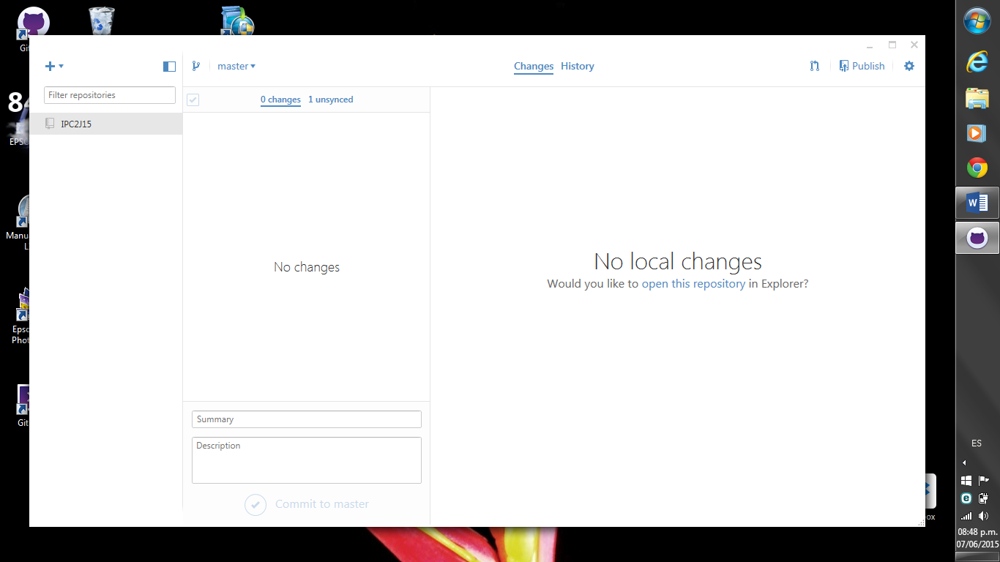 Git
master
Changes
History
Publish
Filter repositories
0 changes
1 unsynced
84
IPC2J15
EPSO
No changes
No local changes
Would you like to open this repository in Explorer?
Manu
L
Epso
Photo
Git
Summary
Description
Commit to master
ES
ox
08:48 p.m.
07/06/2015